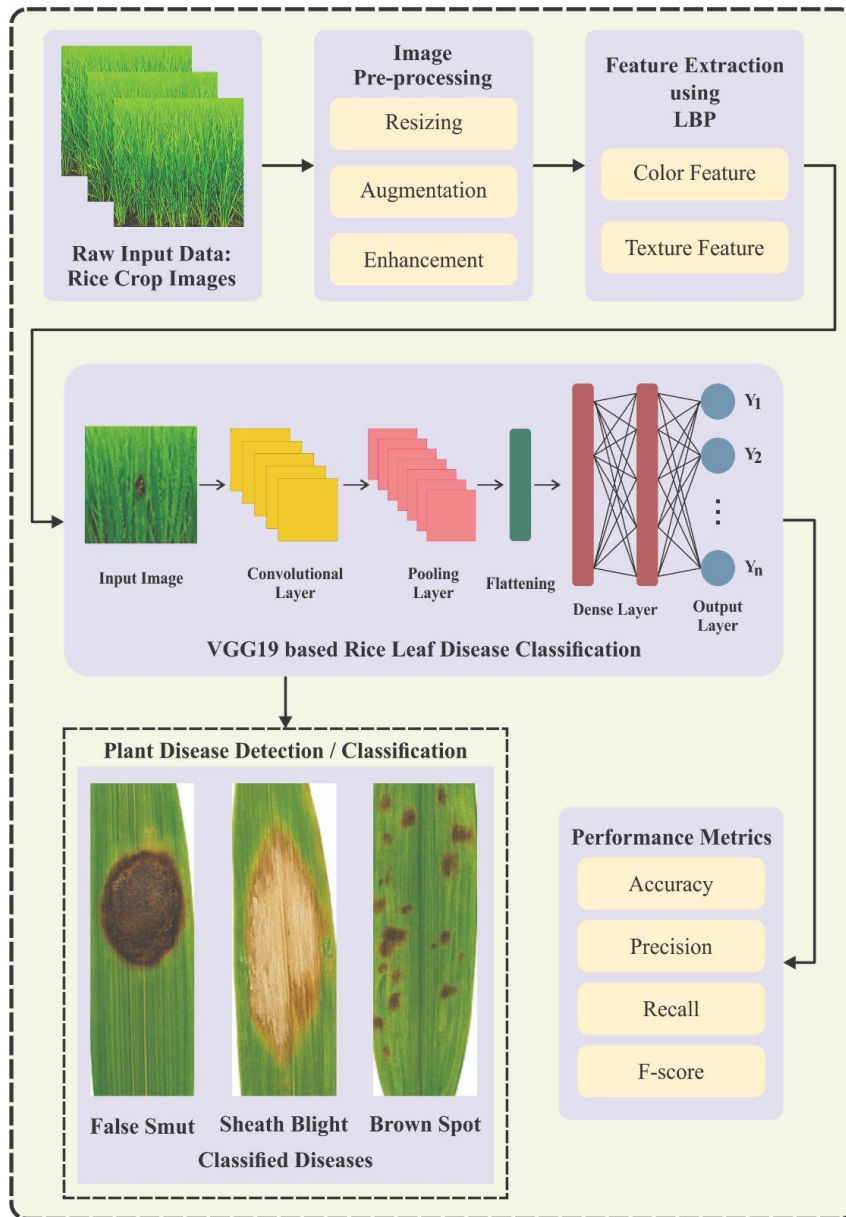 Raw Input Data:
Rice Crop Images
Image
Pre-processing
Resizing
Augmentation
Enhancement
Feature Extraction
using
LBP
Color Feature
Texture Feature
Input Image
Convolutional
Layer
Pooling
Layer
Flattening
Dense Layer
Output
Layer
Y1
Y2
Yn
VGG19 based Rice Leaf Disease Classification
Plant Disease Detection / Classification
False Smut
Sheath Blight
Brown Spot
Classified Diseases
Performance Metrics
Accuracy
Precision
Recall
F-score